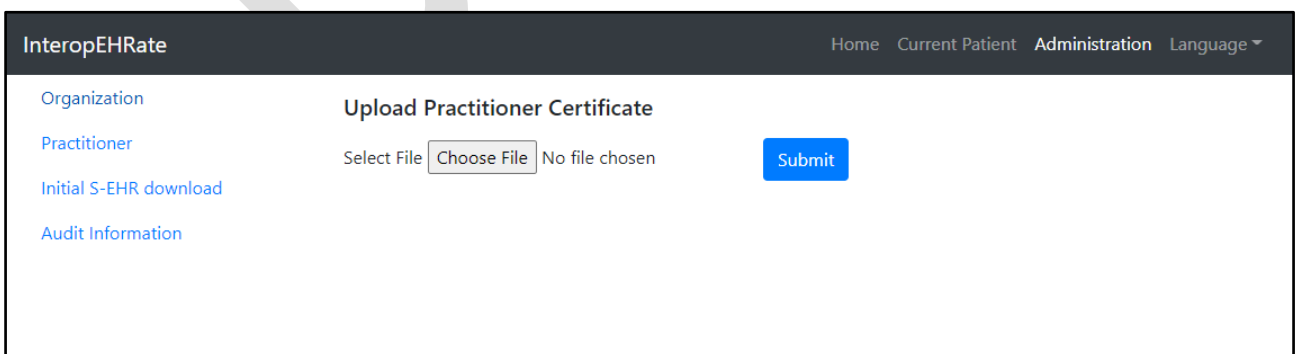 InteropEHRate Home Current Patient Administration Language
Organization
Upload Practitioner Certificate
Practitioner
Select File Choose File No file chosen Submit
Initial S-EHR download
Audit Information